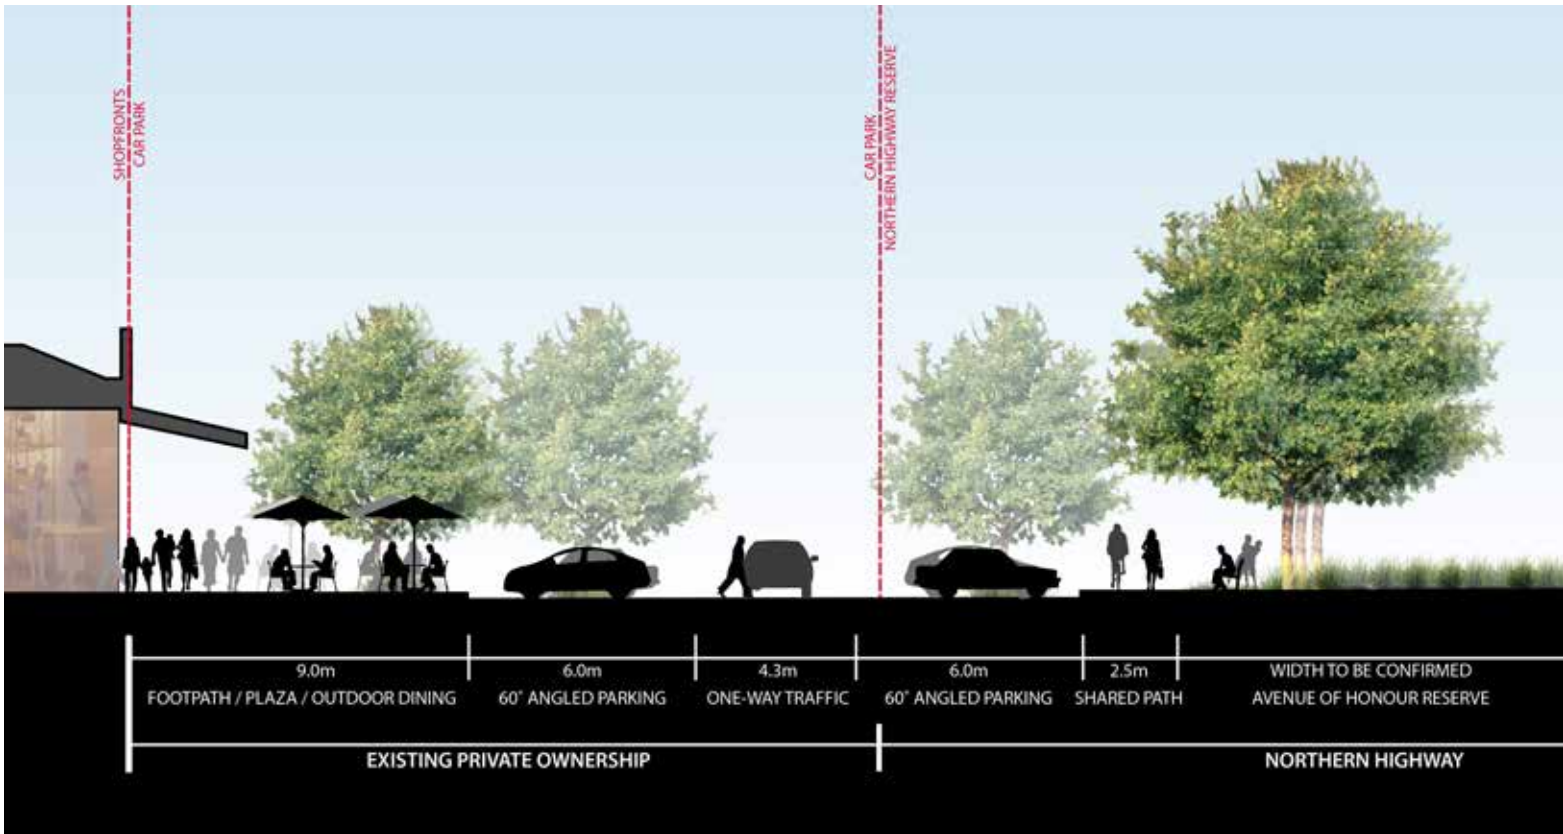 SHOPFRONTS
CAR PARK
CAR PARK
NORTHERN HIGHWAY RESERVE
9.0m
6.0m
4.3m
6.0m
2.5m
WIDTH TO BE CONFIRMED
FOOTPATH / PLAZA / OUTDOOR DINING
60° ANGLED PARKING
ONE-WAY TRAFFIC
60° ANGLED PARKING
SHARED PATH
AVENUE OF HONOUR RESERVE
EXISTING PRIVATE OWNERSHIP
NORTHERN HIGHWAY